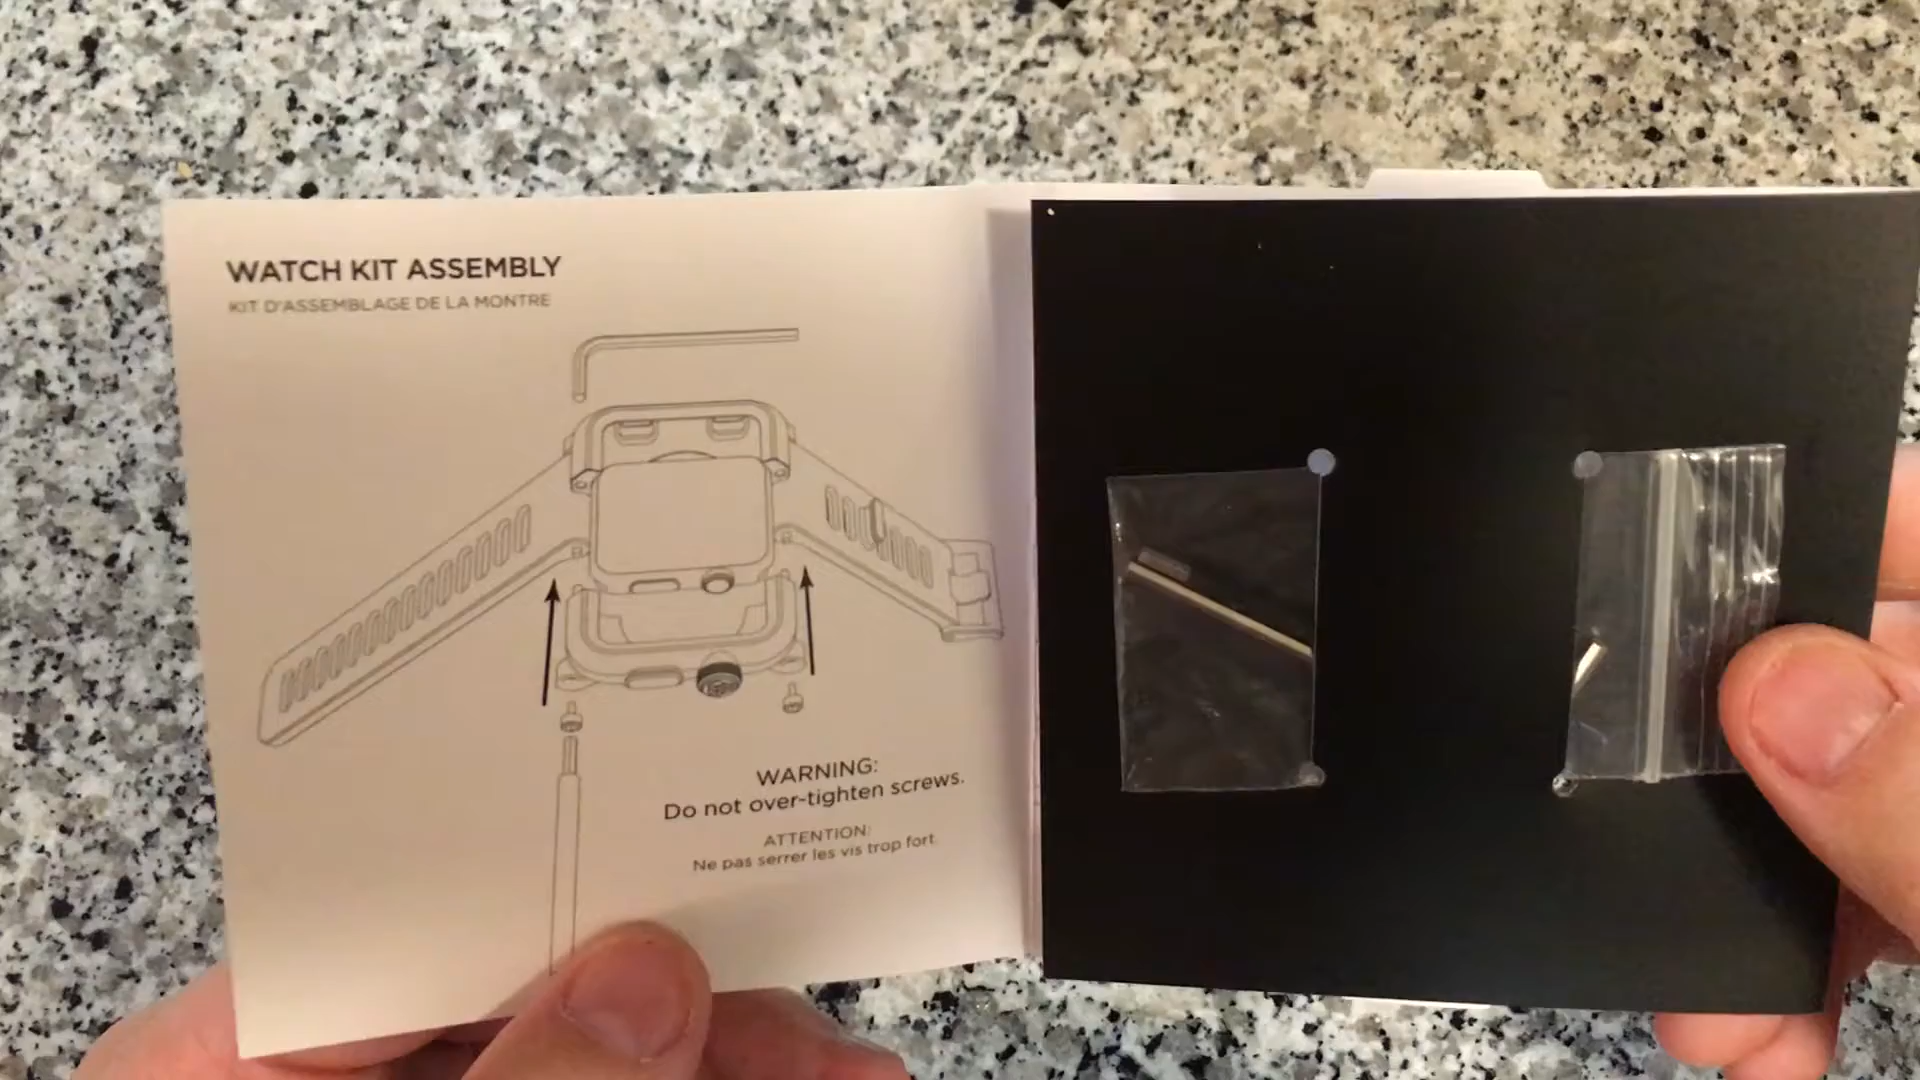 WATCH KIT ASSEMBLY
KIT D'ASSEMBLAGE DE LA MONTRE
WARNING:
Do not over-tighten screws.
ATTENTION:
Ne pas serrer les vis trop fort.